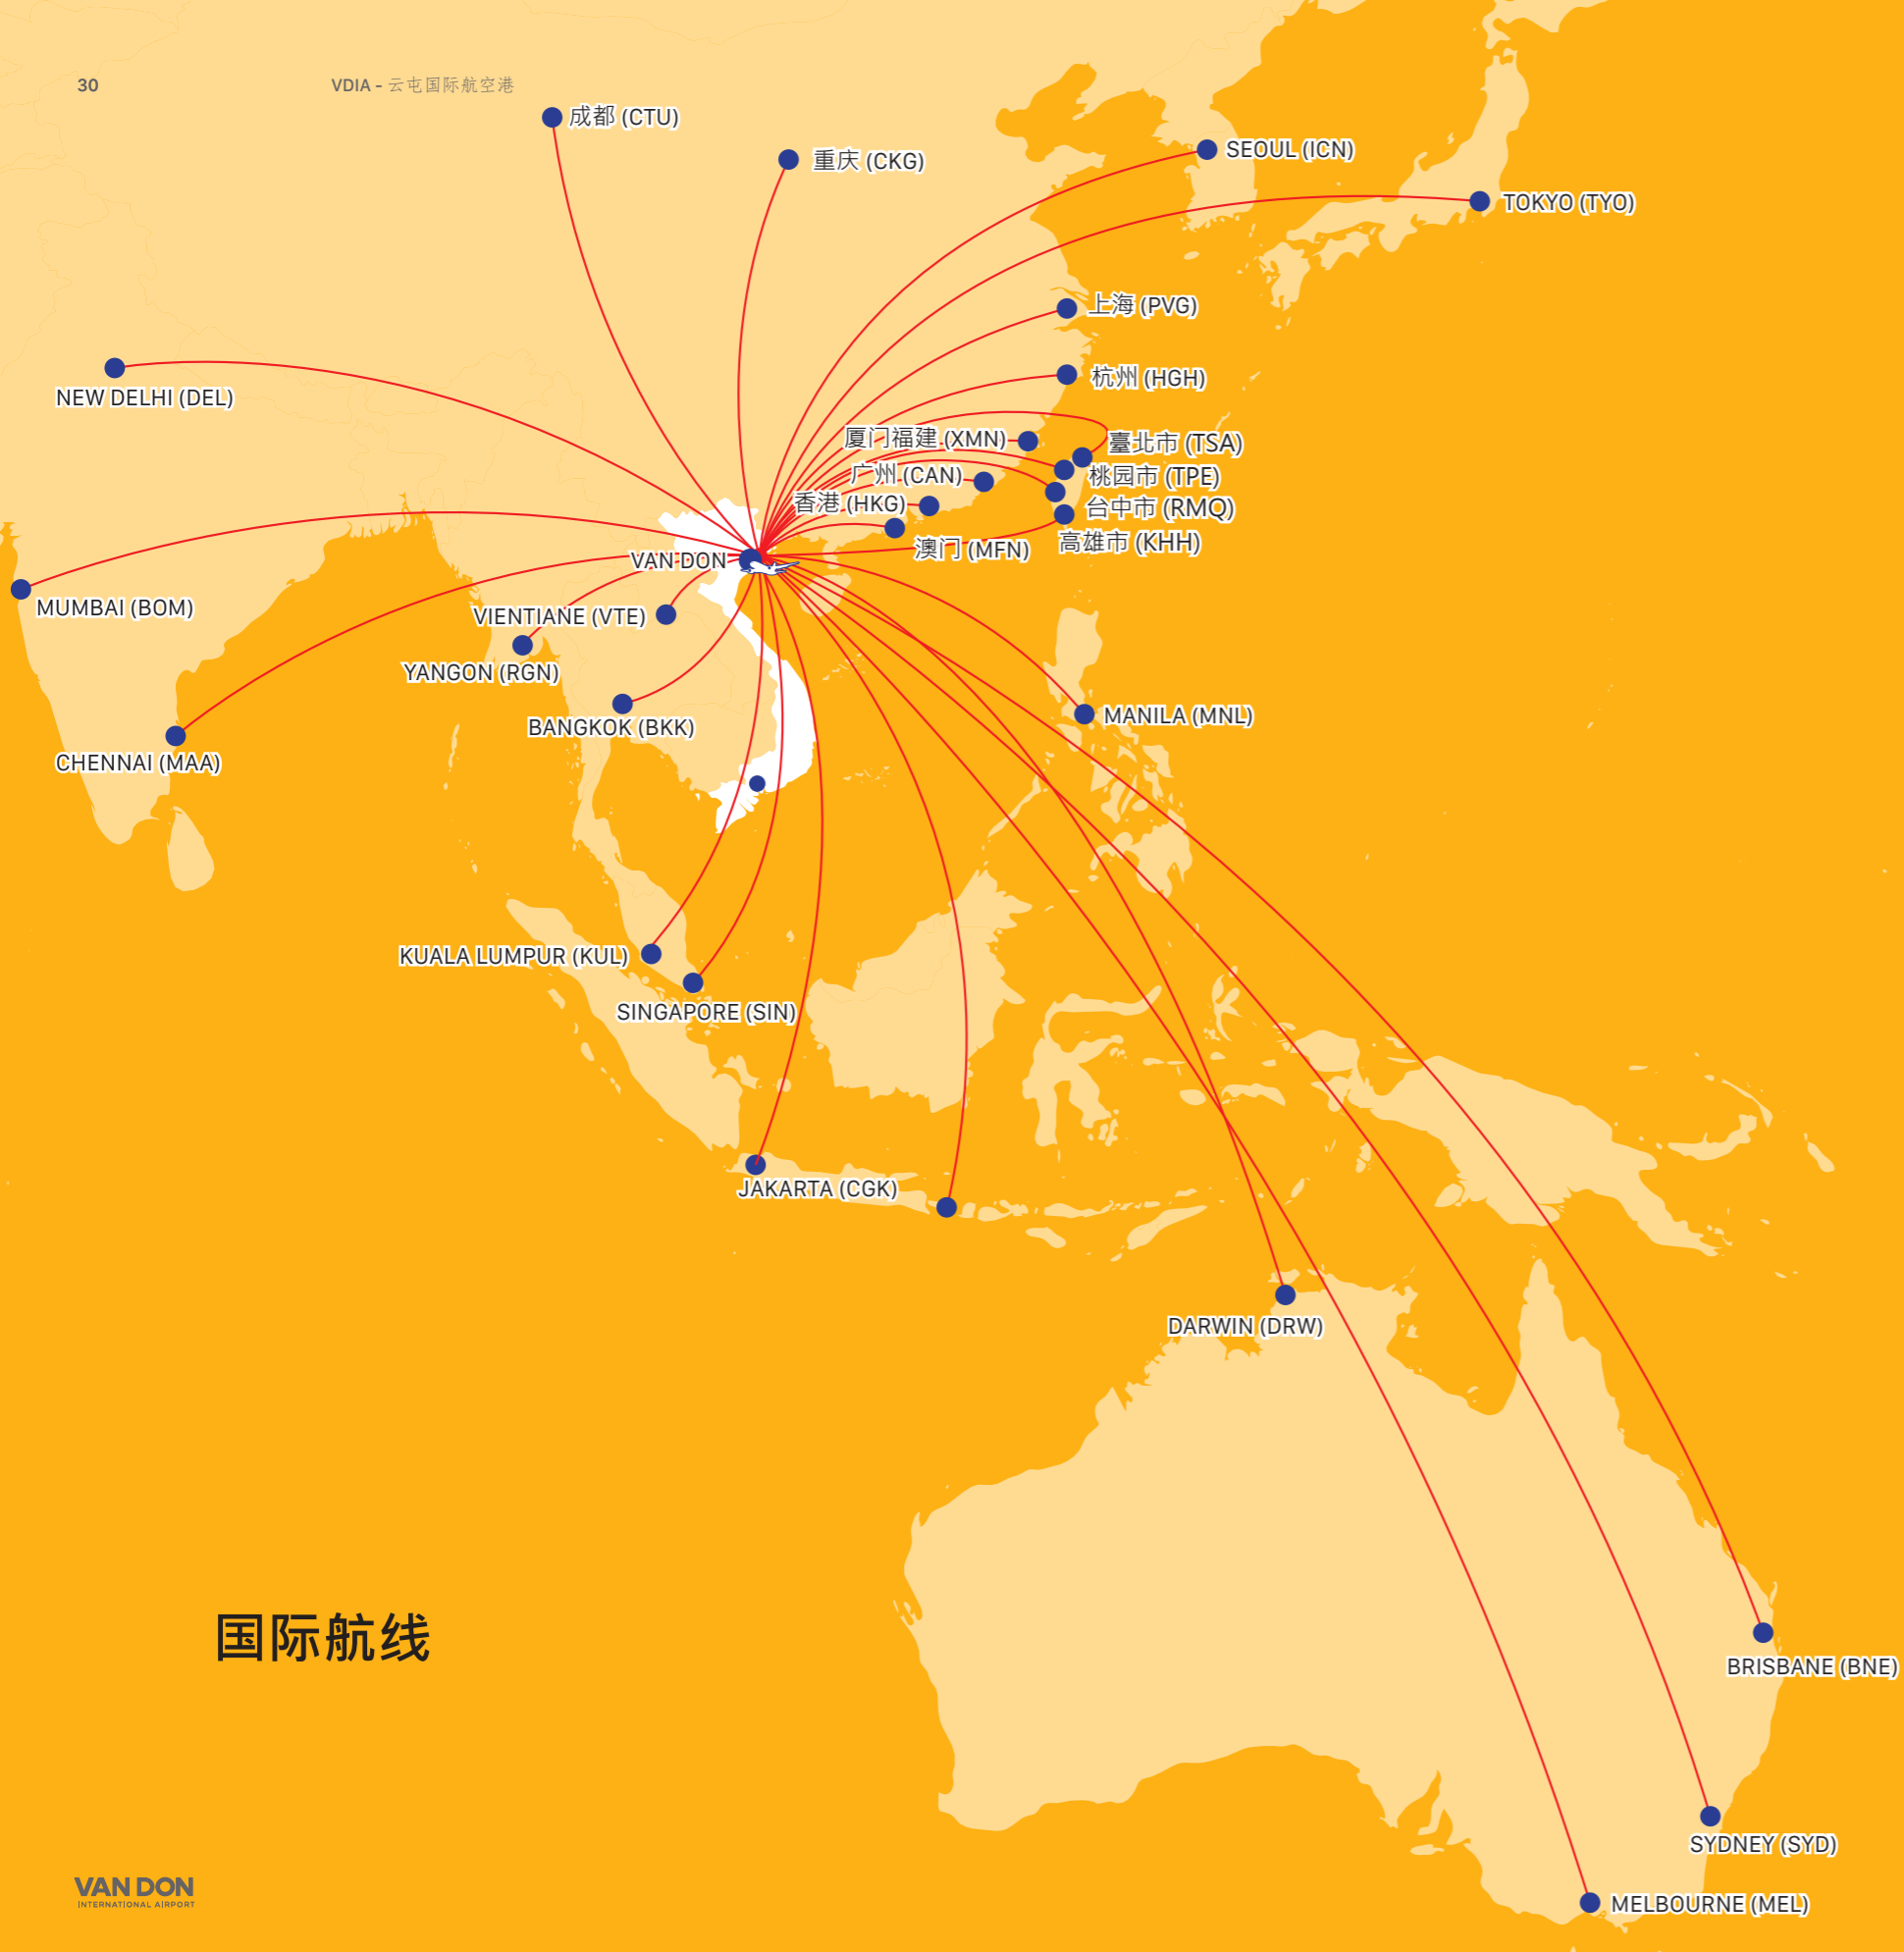 30
VDIA - 云屯国际航空港
成都 (CTU)
重庆 (CKG)
SEOUL (ICN)
TOKYO (TYO)
上海 (PVG)
NEW DELHI (DEL)
杭州 (HGH)
厦门福建 (XMN)
臺北市 (TSA)
广州 (CAN)
桃园市 (TPE)
香港 (HKG)
台中市 (RMQ)
高雄市 (KHH)
澳门 (MFN)
VAN DON
MUMBAI (BOM)
VIENTIANE (VTE)
YANGON (RGN)
MANILA (MNL)
BANGKOK (BKK)
CHENNAI (MAA)
KUALA LUMPUR (KUL)
SINGAPORE (SIN)
JAKARTA (CGK)
DARWIN (DRW)
国际航线
BRISBANE (BNE)
SYDNEY (SYD)
VAN DON
INTERNATIONAL AIRPORT
MELBOURNE (MEL)